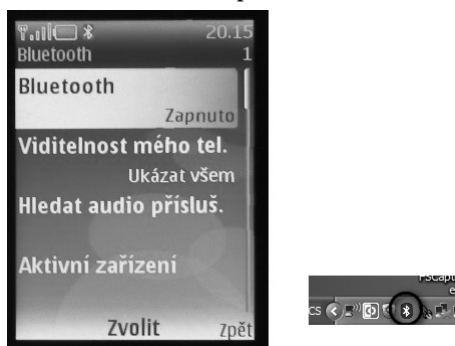 20.15
Bluetooth 1
Bluetooth
Zapnuto
Viditelnost mého tel.
Ukázat všem
Hledat audio přísluš.
Aktivní zařízení
Zvolit Zpět
CS